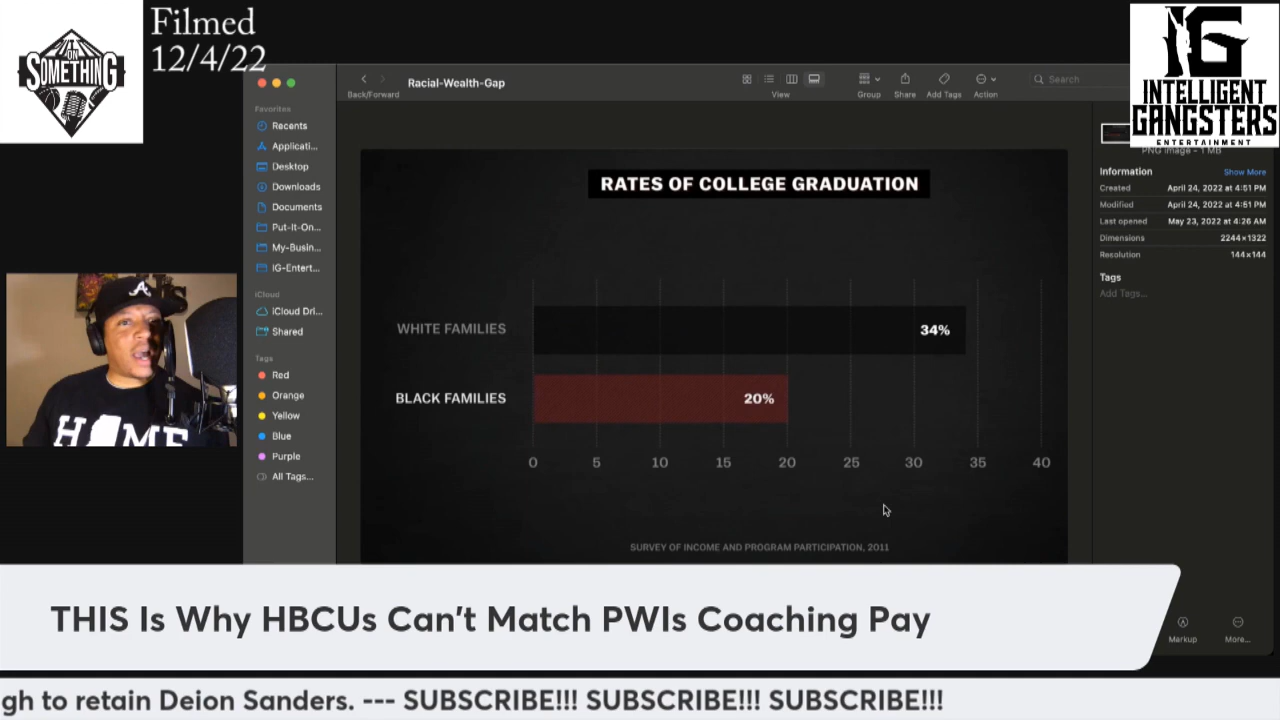 ON
SOMETHING
Filmed
12/4/22
IG
INTELLIGENT
GANGSTERS
ENTERTAINMENT
Back/Forward
Racial-Wealth-Gap
View
Group
Share
Add Tags
Action
Search
Favorites
Recents
Applicati...
Desktop
Downloads
Documents
Put-It-On...
My-Busin...
IG-Entert...
iCloud
iCloud Dri...
Shared
Tags
Red
Orange
Yellow
Blue
Purple
All Tags...
RATES OF COLLEGE GRADUATION
WHITE FAMILIES
34%
BLACK FAMILIES
20%
0 5 10 15 20 25 30 35 40
SURVEY OF INCOME AND PROGRAM PARTICIPATION, 2011
PNG image - 1 MB
Information
Show More
Created April 24, 2022 at 4:51 PM
Modified April 24, 2022 at 4:51 PM
Last opened May 23, 2022 at 4:26 AM
Dimensions 2244×1322
Resolution 144×144
Tags
Add Tags...
Markup
More...
A
HOME
THIS Is Why HBCUs Can't Match PWIs Coaching Pay
gh to retain Deion Sanders. --- SUBSCRIBE!!! SUBSCRIBE!!! SUBSCRIBE!!!